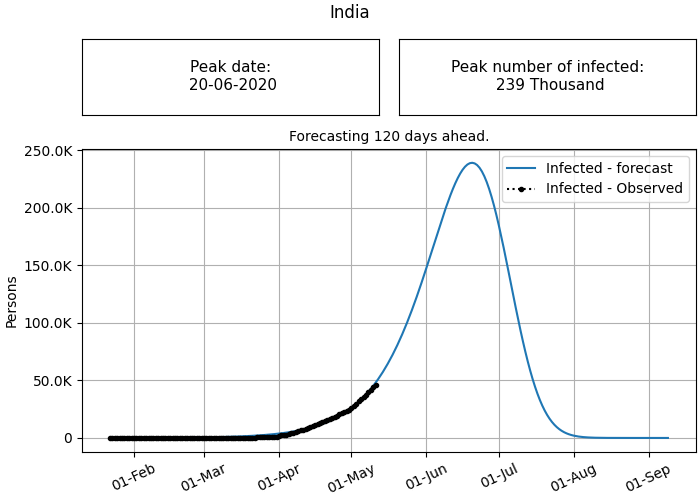 India
Peak date:
20-06-2020
Peak number of infected:
239 Thousand
Forecasting 120 days ahead.
250.0K
200.0K
150.0K
100.0K
50.0K
0
Persons
Infected - forecast
Infected - Observed
01-Feb
01-Mar
01-Apr
01-May
01-Jun
01-Jul
01-Aug
01-Sep